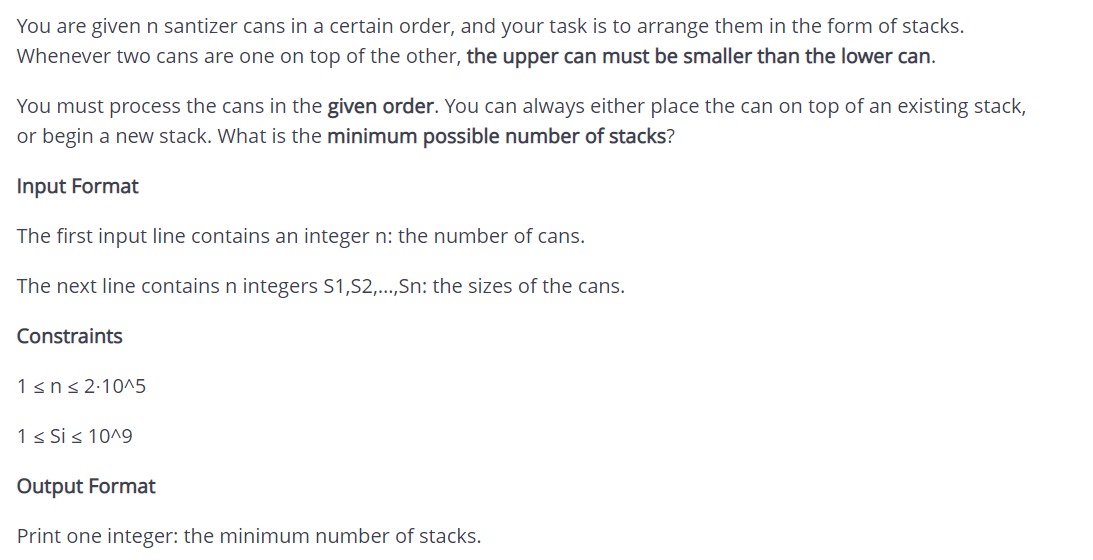 You are given n santizer cans in a certain order, and your task is to arrange them in the form of stacks.
Whenever two cans are one on top of the other, the upper can must be smaller than the lower can.
You must process the cans in the given order. You can always either place the can on top of an existing stack,
or begin a new stack. What is the minimum possible number of stacks?
Input Format
The first input line contains an integer n: the number of cans.
The next line contains n integers S1,S2,...,Sn: the sizes of the cans.
Constraints
1 ≤ n ≤ 2·10^5
1 ≤ Si ≤ 10^9
Output Format
Print one integer: the minimum number of stacks.